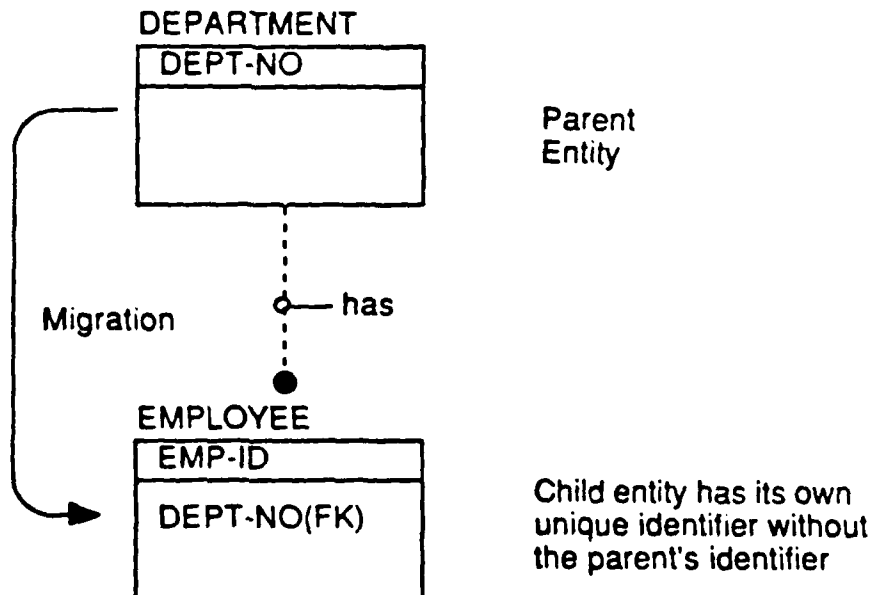 DEPARTMENT
DEPT-NO
Parent
Entity
Migration
has
EMPLOYEE
EMP-ID
DEPT-NO(FK)
Child entity has its own
unique identifier without
the parent's identifier